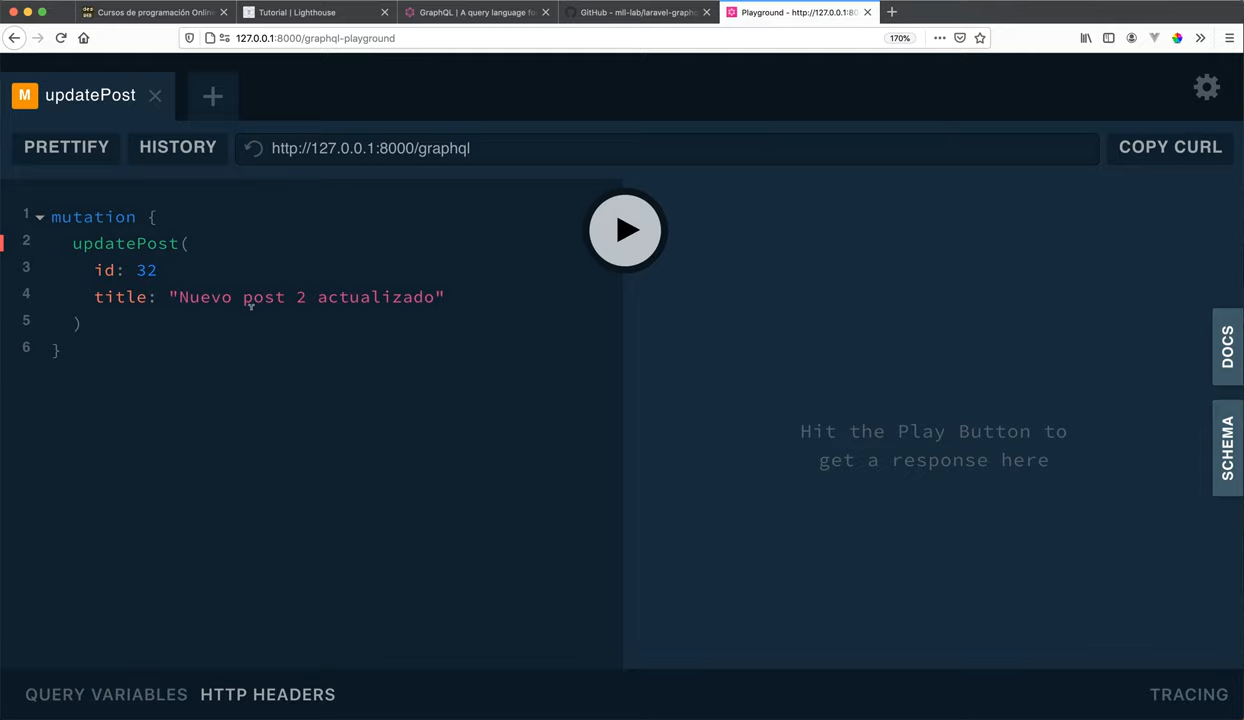 Cursos de programación Onlin
Tutorial | Lighthouse
GraphQL | A query language fo
GitHub - mll-lab/laravel-graph
Playground - http://127.0.0.1:80
127.0.0.1:8000/graphql-playground
170%
M updatePost
PRETTIFY
HISTORY
http://127.0.0.1:8000/graphql
COPY CURL
1 mutation {
2 updatePost(
3 id: 32
4 title: "Nuevo post 2 actualizado"
5 )
6 }
Hit the Play Button to
get a response here
DOCS
SCHEMA
QUERY VARIABLES
HTTP HEADERS
TRACING